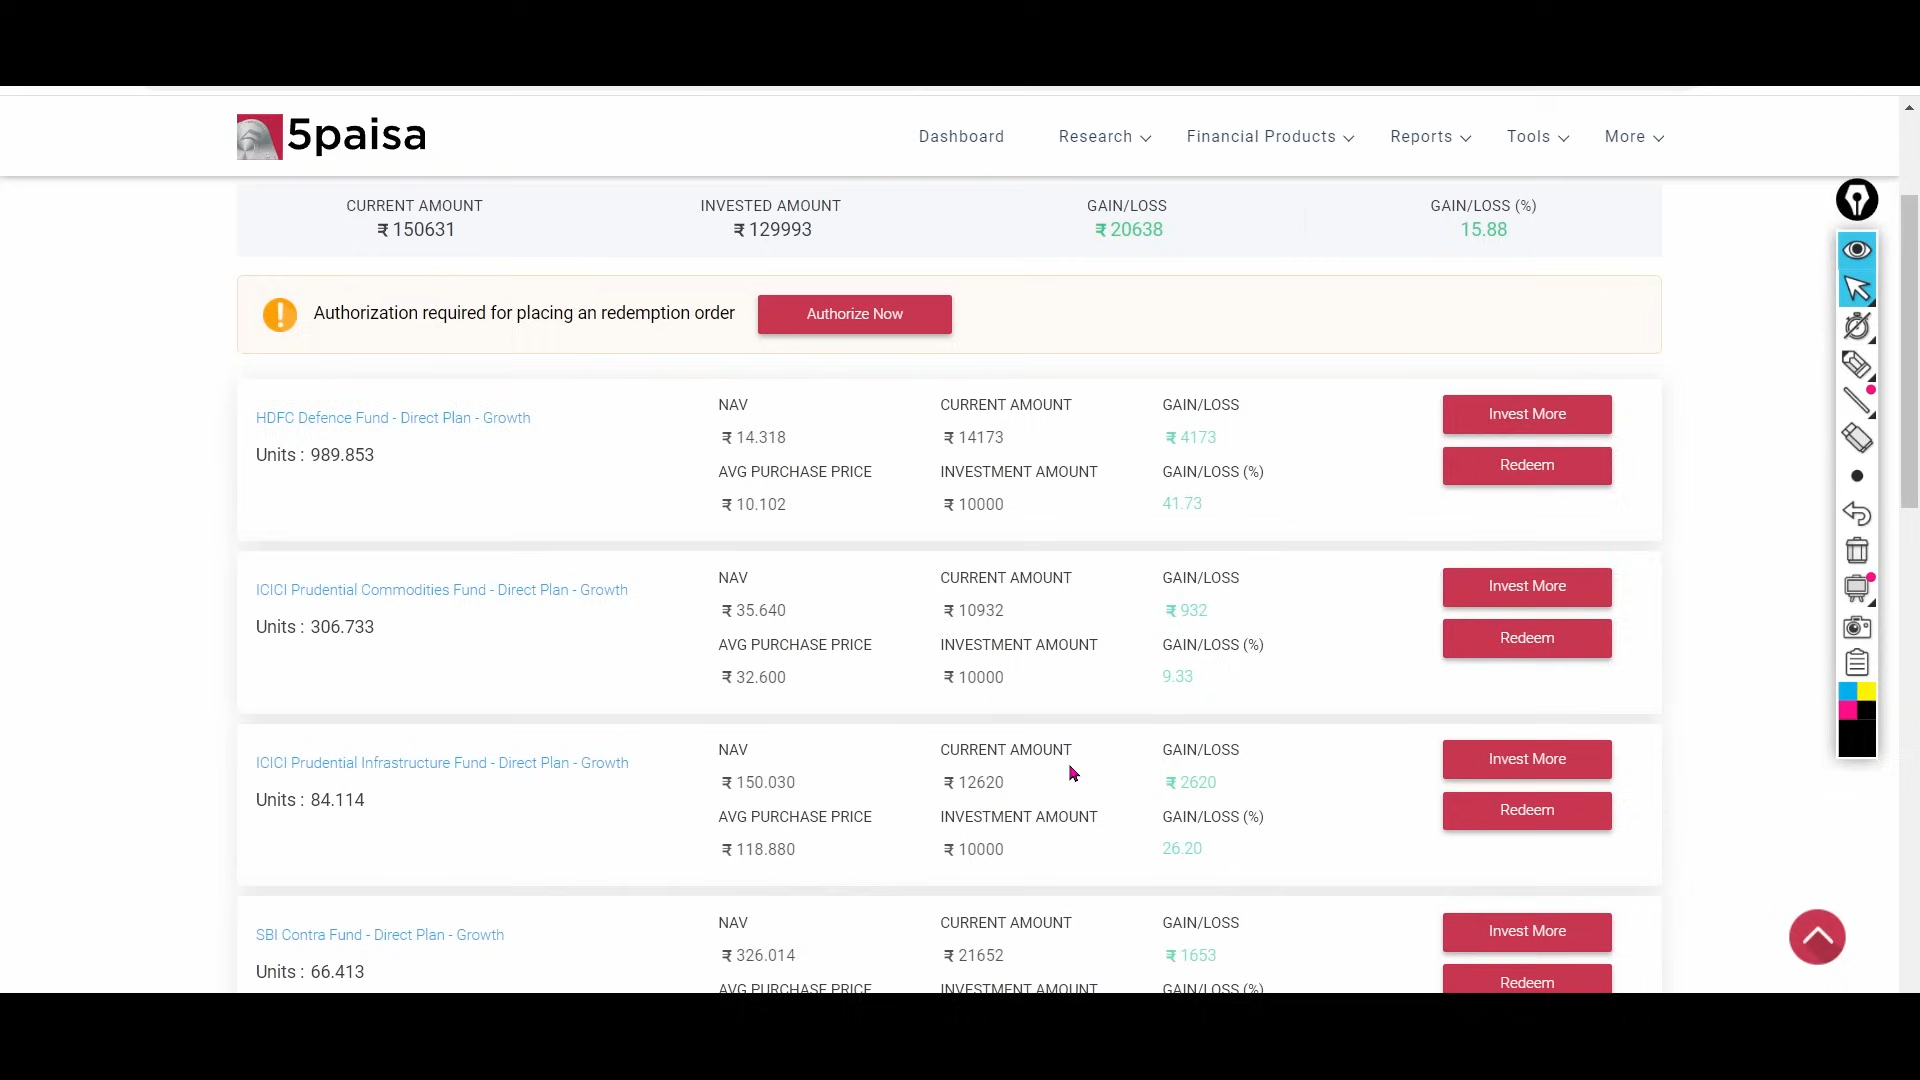 5paisa
Dashboard Research Financial Products Reports Tools More
CURRENT AMOUNT INVESTED AMOUNT GAIN/LOSS GAIN/LOSS (%)
₹ 150631 ₹ 129993 ₹ 20638 15.88
Authorization required for placing an redemption order Authorize Now
HDFC Defence Fund - Direct Plan - Growth
Units : 989.853
NAV CURRENT AMOUNT GAIN/LOSS
₹ 14.318 ₹ 14173 ₹ 4173
AVG PURCHASE PRICE INVESTMENT AMOUNT GAIN/LOSS (%)
₹ 10.102 ₹ 10000 41.73
Invest More
Redeem
ICICI Prudential Commodities Fund - Direct Plan - Growth
Units : 306.733
NAV CURRENT AMOUNT GAIN/LOSS
₹ 35.640 ₹ 10932 ₹ 932
AVG PURCHASE PRICE INVESTMENT AMOUNT GAIN/LOSS (%)
₹ 32.600 ₹ 10000 9.33
Invest More
Redeem
ICICI Prudential Infrastructure Fund - Direct Plan - Growth
Units : 84.114
NAV CURRENT AMOUNT GAIN/LOSS
₹ 150.030 ₹ 12620 ₹ 2620
AVG PURCHASE PRICE INVESTMENT AMOUNT GAIN/LOSS (%)
₹ 118.880 ₹ 10000 26.20
Invest More
Redeem
SBI Contra Fund - Direct Plan - Growth
Units : 66.413
NAV CURRENT AMOUNT GAIN/LOSS
₹ 326.014 ₹ 21652 ₹ 1653
AVG PURCHASE PRICE INVESTMENT AMOUNT GAIN/LOSS (%)
Invest More
Redeem